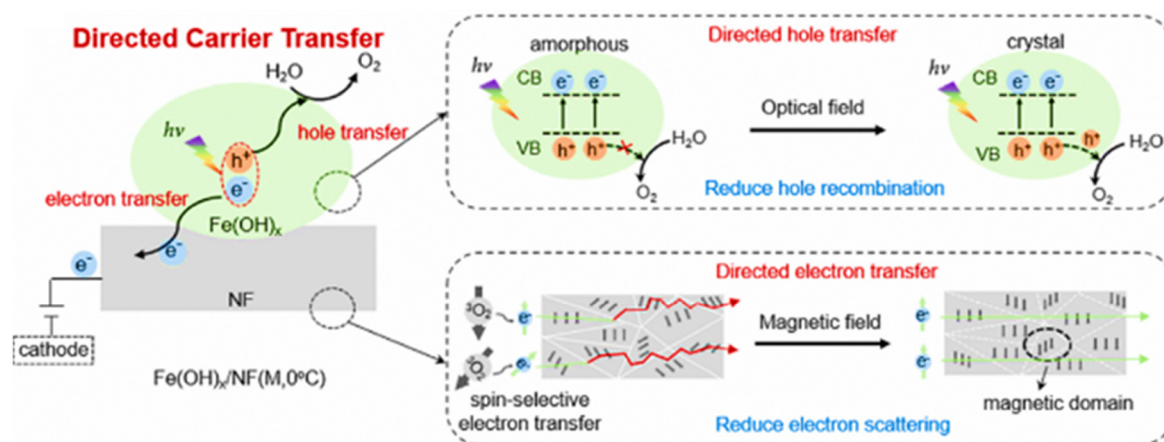 Directed Carrier Transfer
H₂O
O₂
hν
h⁺
hole transfer
e⁻
electron transfer
Fe(OH)ₓ
e⁻
e⁻
NF
cathode
Fe(OH)ₓ/NF(M,0°C)
Directed hole transfer
amorphous
hν
CB
e⁻ e⁻
VB
h⁺ h⁺
H₂O
O₂
Optical field
Reduce hole recombination
crystal
hν
CB
e⁻ e⁻
VB
h⁺ h⁺ h⁺
H₂O
O₂
Directed electron transfer
³O₂
e⁻
e⁻
spin-selective
electron transfer
Magnetic field
Reduce electron scattering
e⁻
e⁻
magnetic domain